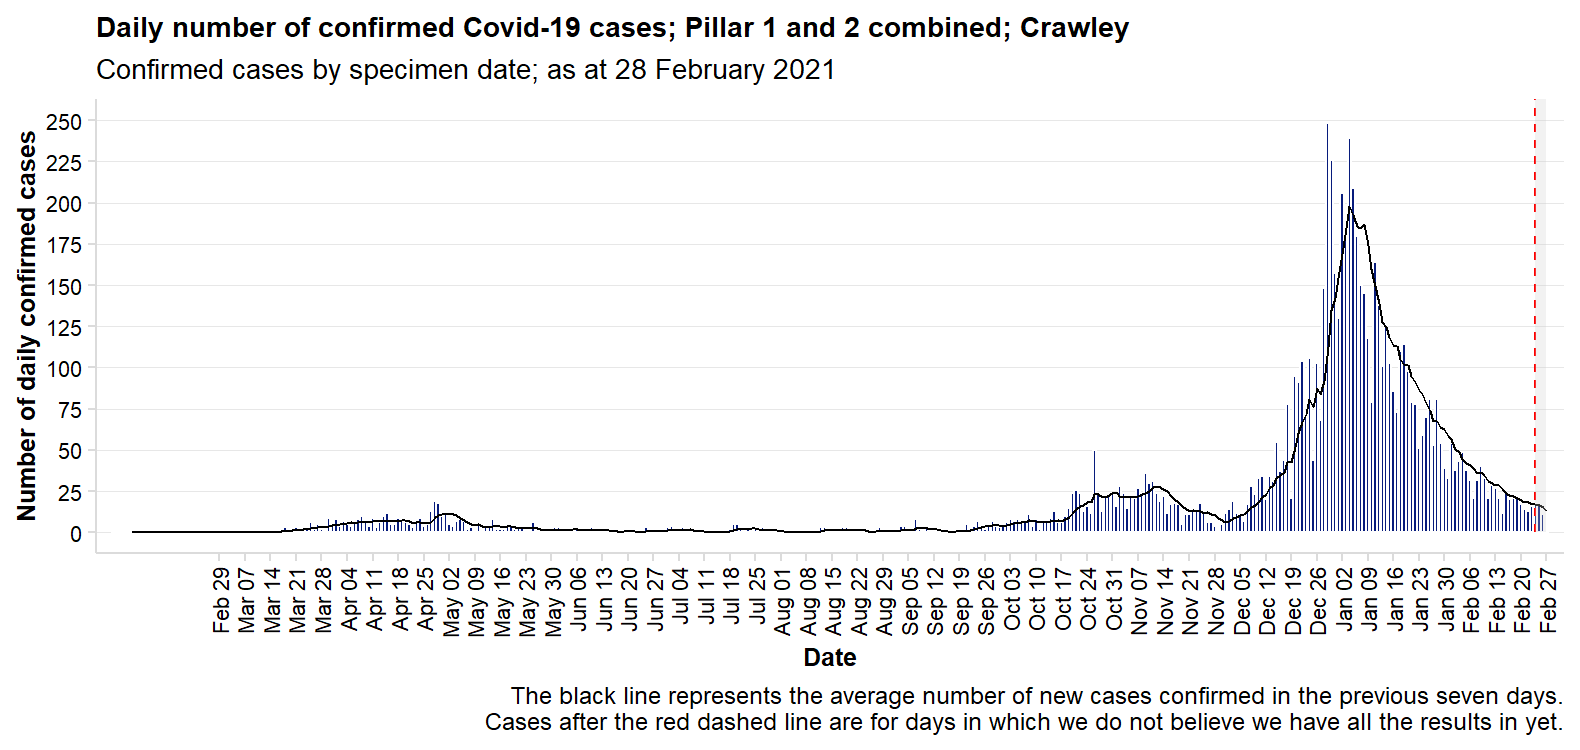 Daily number of confirmed Covid-19 cases; Pillar 1 and 2 combined; Crawley
Confirmed cases by specimen date; as at 28 February 2021
Number of daily confirmed cases
250
225
200
175
150
125
100
75
50
25
0
Feb 29
Mar 07
Mar 14
Mar 21
Mar 28
Apr 04
Apr 11
Apr 18
Apr 25
May 02
May 09
May 16
May 23
May 30
Jun 06
Jun 13
Jun 20
Jun 27
Jul 04
Jul 11
Jul 18
Jul 25
Aug 01
Aug 08
Aug 15
Aug 22
Aug 29
Sep 05
Sep 12
Sep 19
Sep 26
Oct 03
Oct 10
Oct 17
Oct 24
Oct 31
Nov 07
Nov 14
Nov 21
Nov 28
Dec 05
Dec 12
Dec 19
Dec 26
Jan 02
Jan 09
Jan 16
Jan 23
Jan 30
Feb 06
Feb 13
Feb 20
Feb 27
Date
The black line represents the average number of new cases confirmed in the previous seven days.
Cases after the red dashed line are for days in which we do not believe we have all the results in yet.